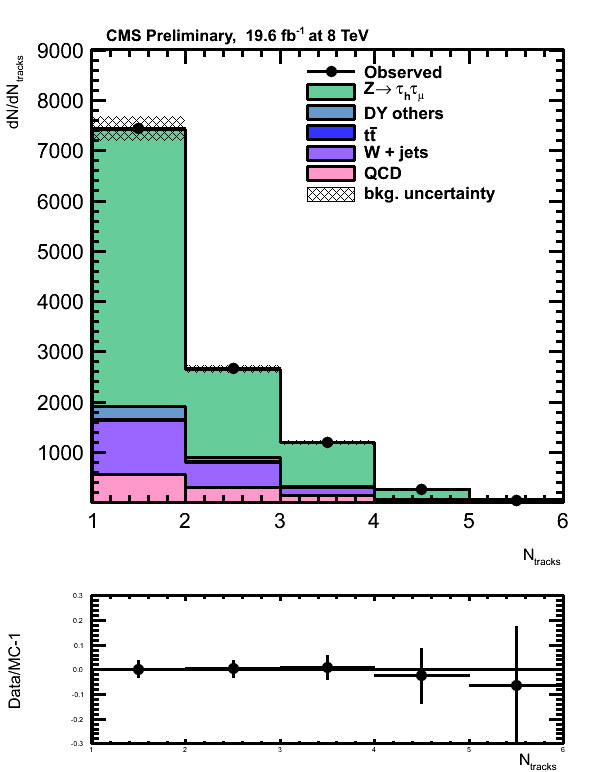 CMS Preliminary, 19.6 fb-1 at 8 TeV
dN/dNtracks
9000
8000
7000
6000
5000
4000
3000
2000
1000
Observed
Z→ τhτμ
DY others
tt̄
W + jets
QCD
bkg. uncertainty
1 2 3 4 5 6
Ntracks
Data/MC-1
0.3
0.2
0.1
0.0
-0.1
-0.2
-0.3
1 2 3 4 5 6
Ntracks